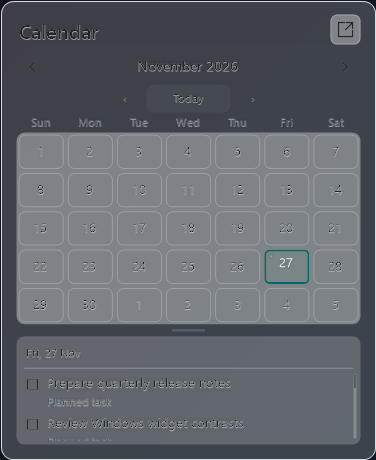 Calendar
November 2026
Today
Sun Mon Tue Wed Thu Fri Sat
1 2 3 4 5 6 7
8 9 10 11 12 13 14
15 16 17 18 19 20 21
22 23 24 25 26 27 28
29 30 1 2 3 4 5
Fri, 27 Nov
Prepare quarterly release notes
Planned task
Review Windows widget contrasts